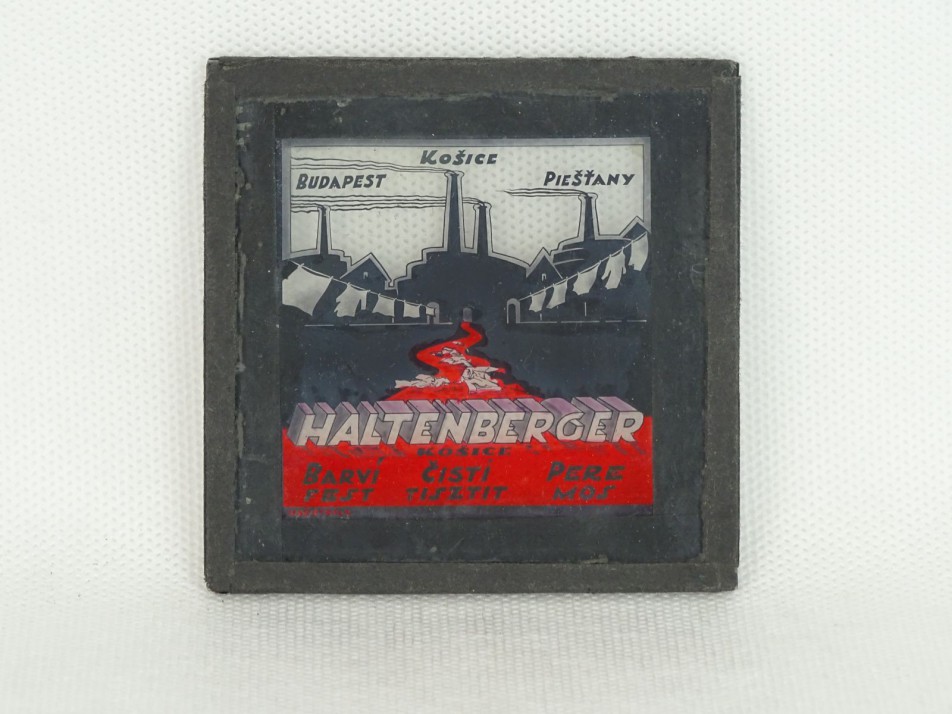 KOŠICE
BUDAPEST PIEŠŤANY
HALTENBERGER
KOŠICE
BARVÍ ČISTÍ PERE
FEST TISZTIT MOS